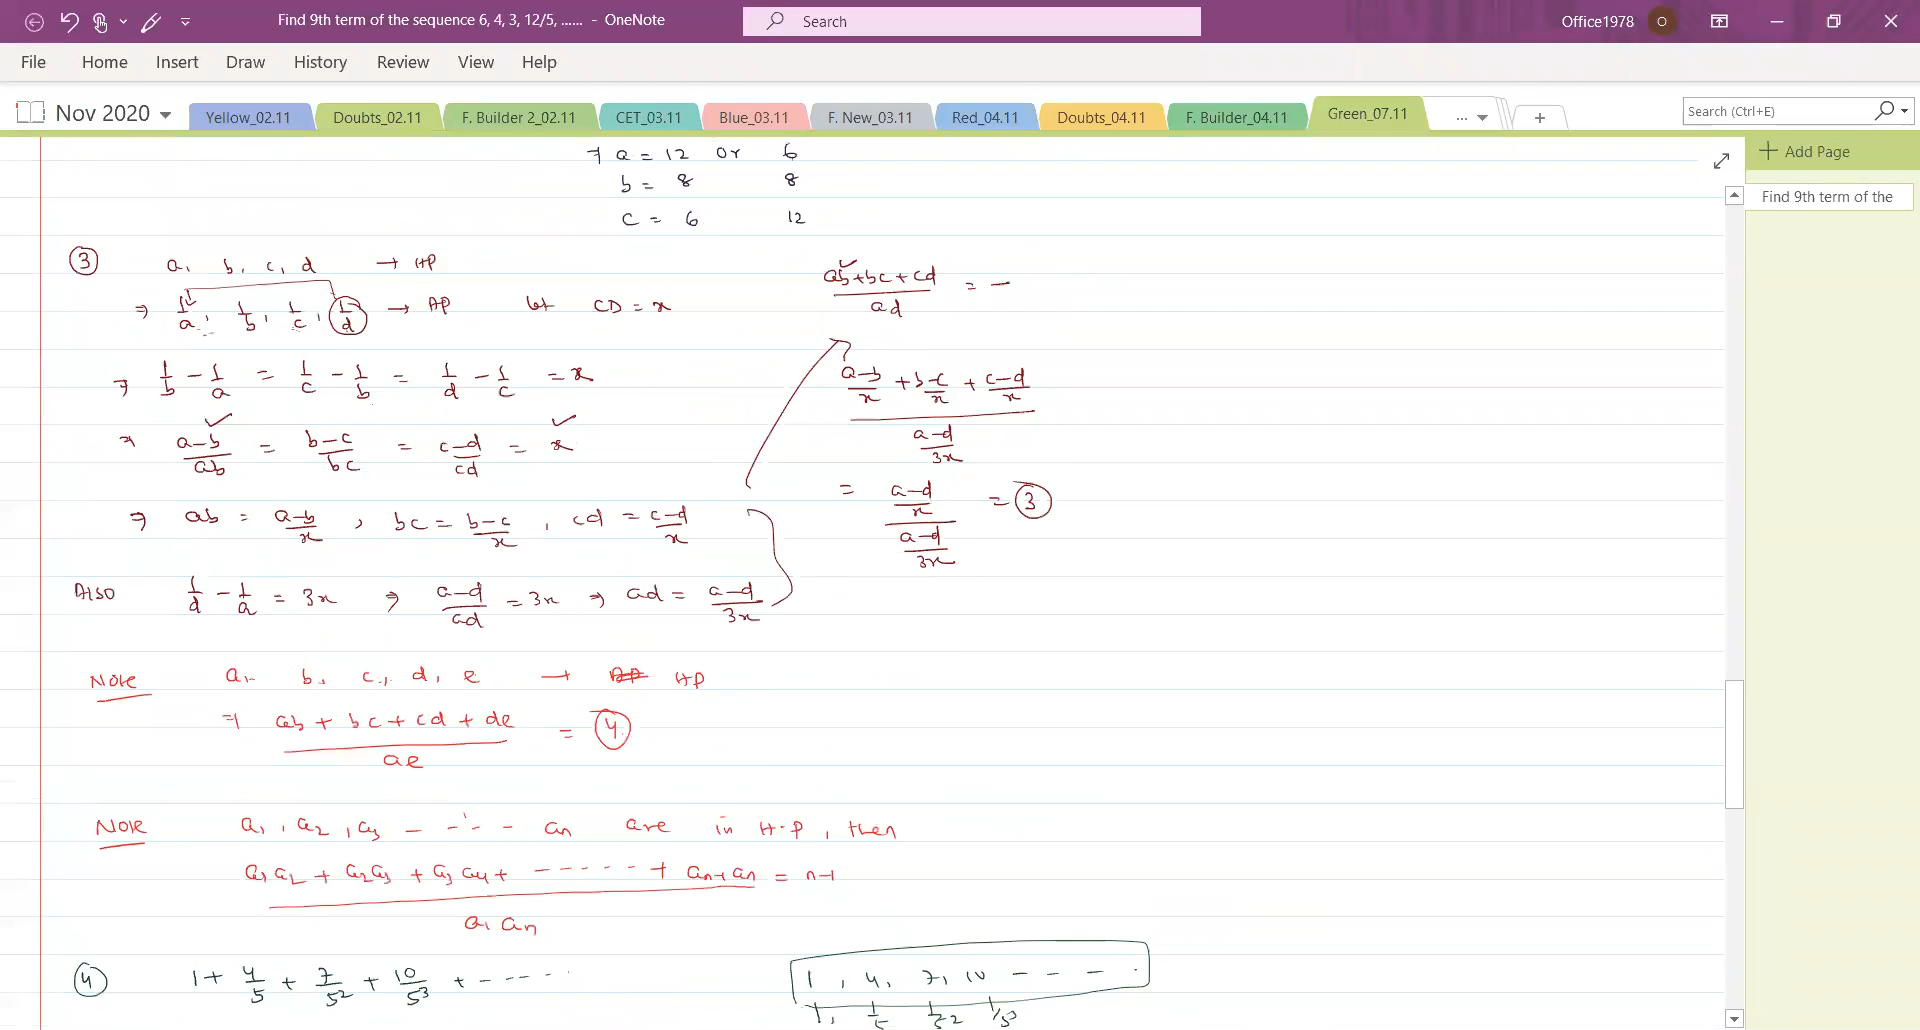 Find 9th term of the sequence 6, 4, 3, 12/5, ...... - OneNote
Search
Office1978
O
File Home Insert Draw History Review View Help
Nov 2020
Yellow_02.11 Doubts_02.11 F. Builder 2_02.11 CET_03.11 Blue_03.11 F. New_03.11 Red_04.11 Doubts_04.11 F. Builder_04.11 Green_07.11 ... +
Search (Ctrl+E)
+ Add Page
Find 9th term of the
⇒ a = 12 or 6
b = 8 8
c = 6 12
③ a, b, c, d → HP
⇒ 1/a, 1/b, 1/c, 1/d → AP let CD = x
⇒ 1/b - 1/a = 1/c - 1/b = 1/d - 1/c = x
⇒ (a-b)/ab = (b-c)/bc = (c-d)/cd = x
⇒ ab = (a-b)/x, bc = (b-c)/x, cd = (c-d)/x
Also 1/d - 1/a = 3x ⇒ (a-d)/ad = 3x ⇒ ad = (a-d)/3x
(ab+bc+cd)/ad = -
((a-b)/x + (b-c)/x + (c-d)/x)/((a-d)/3x)
= ((a-d)/x)/((a-d)/3x) = ③
Note a, b, c, d, e → HP
⇒ (ab + bc + cd + de)/ae = ④
Note a1, a2, a3 - - - - an are in H.P, then
(a1a2 + a2a3 + a3a4 + ------ + an-1an)/(a1 an) = n-1
④ 1 + 4/5 + 7/5² + 10/5³ + -----
1, 4, 7, 10 - - - .
1, 1/5 1/5² 1/5³